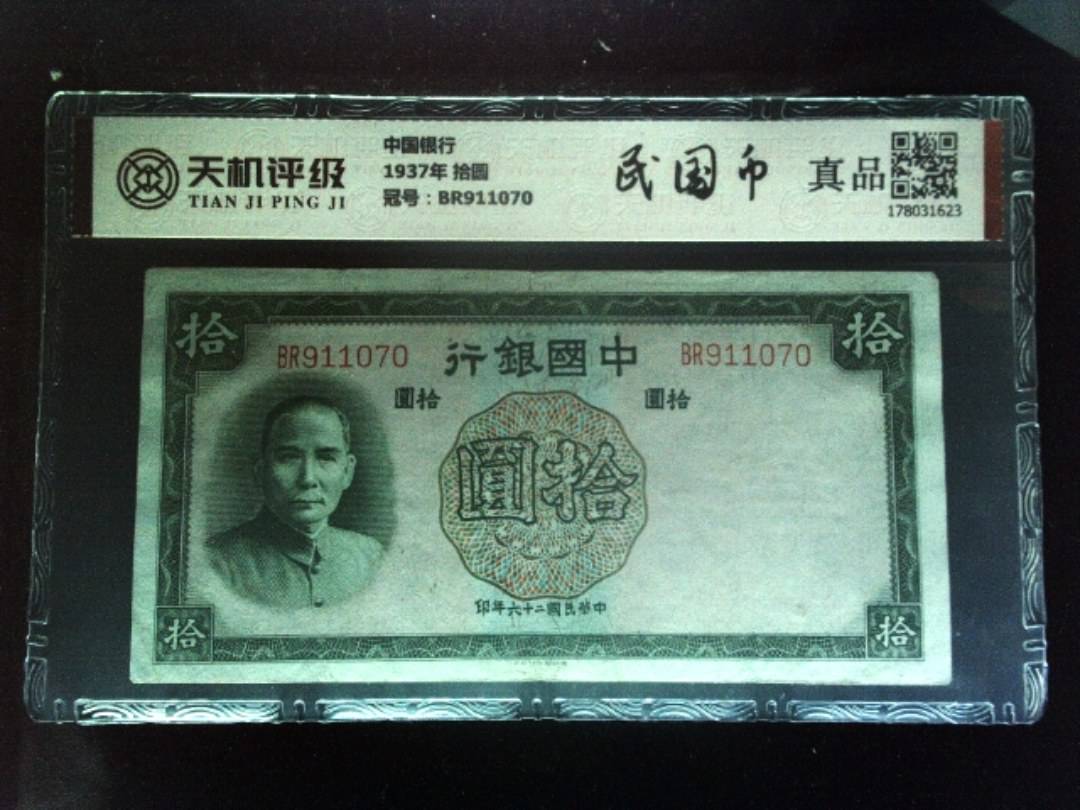 天机评级
TIAN JI PING JI
中国银行
1937年 拾圆
冠号：BR911070
民国币
真品
178031623
拾
拾
BR911070
行銀國中
BR911070
圓拾
圓拾
圓拾
印年六十二國民華中
拾
拾